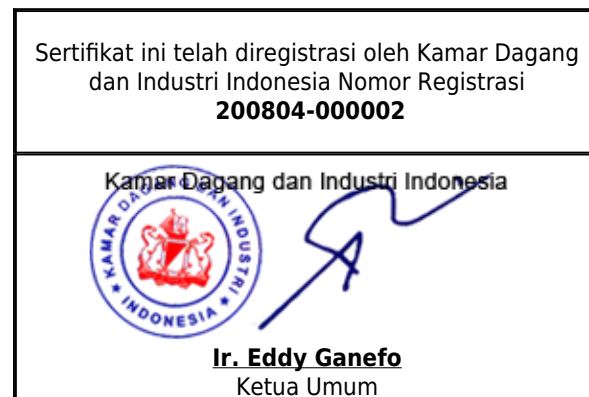 Sertifikat ini telah diregistrasi oleh Kamar Dagang
dan Industri Indonesia Nomor Registrasi
200804-000002
Kamar Dagang dan Industri Indonesia
KAMAR DAGANG DAN INDUSTRI
INDONESIA
Ir. Eddy Ganefo
Ketua Umum